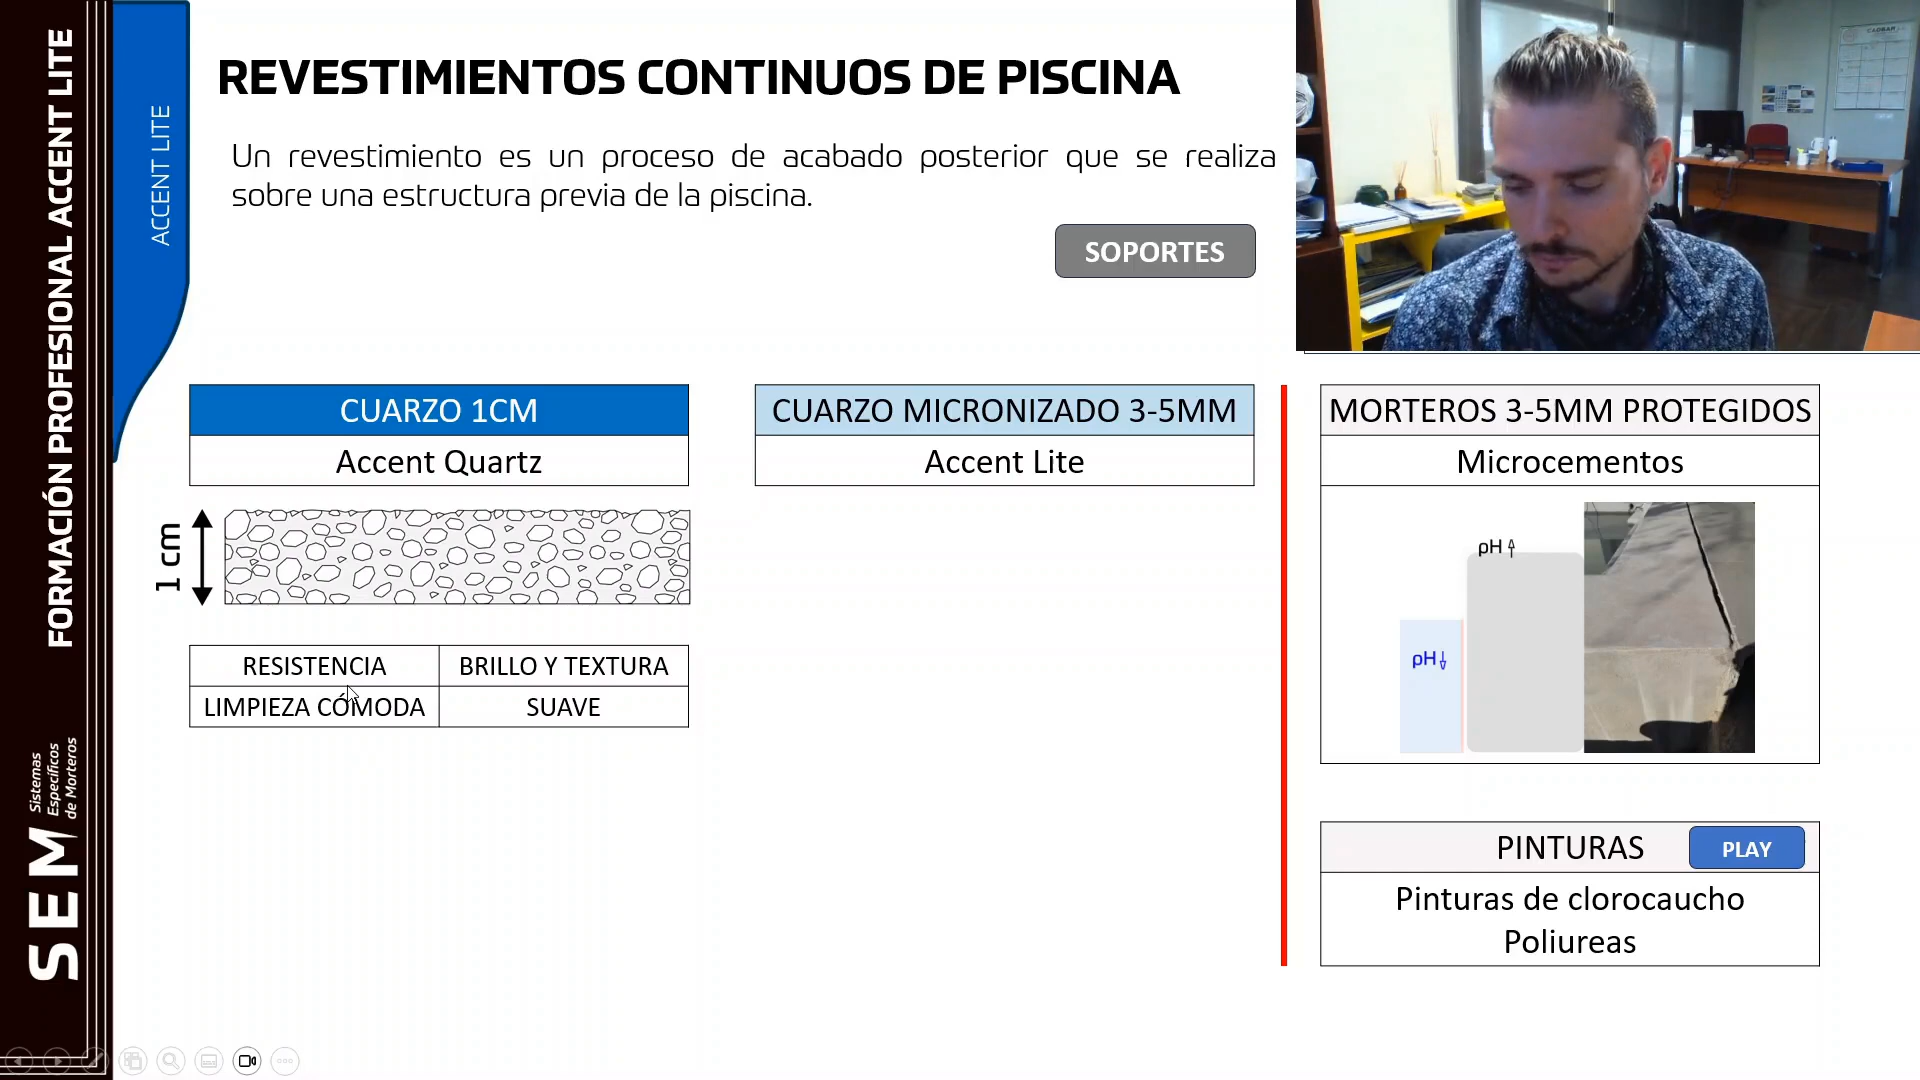 FORMACIÓN PROFESIONAL ACCENT LITE
ACCENT LITE
SEM
Sistemas
Específicos
de Morteros
REVESTIMIENTOS CONTINUOS DE PISCINA
Un revestimiento es un proceso de acabado posterior que se realiza
sobre una estructura previa de la piscina.
SOPORTES
CUARZO 1CM
Accent Quartz
1 cm
RESISTENCIA
BRILLO Y TEXTURA
LIMPIEZA CÓMODA
SUAVE
CUARZO MICRONIZADO 3-5MM
Accent Lite
MORTEROS 3-5MM PROTEGIDOS
Microcementos
pH
pH
PINTURAS
PLAY
Pinturas de clorocaucho
Poliureas